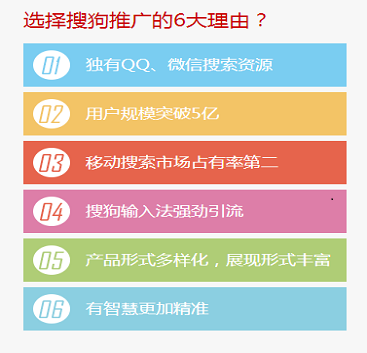 选择搜狗推广的6大理由？
01 独有QQ、微信搜索资源
02 用户规模突破5亿
03 移动搜索市场占有率第二
04 搜狗输入法强劲引流
05 产品形式多样化，展现形式丰富
06 有智慧更加精准